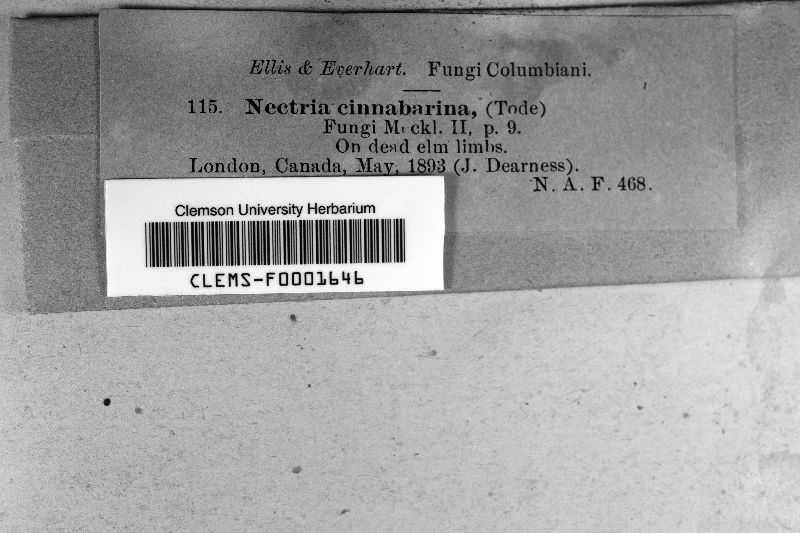 Ellis & Everhart. Fungi Columbiani.
115. Nectria cinnabarina, (Tode)
Fungi M ckl. II, p. 9.
On dead elm limbs.
London, Canada, May, 1893 (J. Dearness).
N. A. F. 468.
Clemson University Herbarium
CLEMS-F0001646